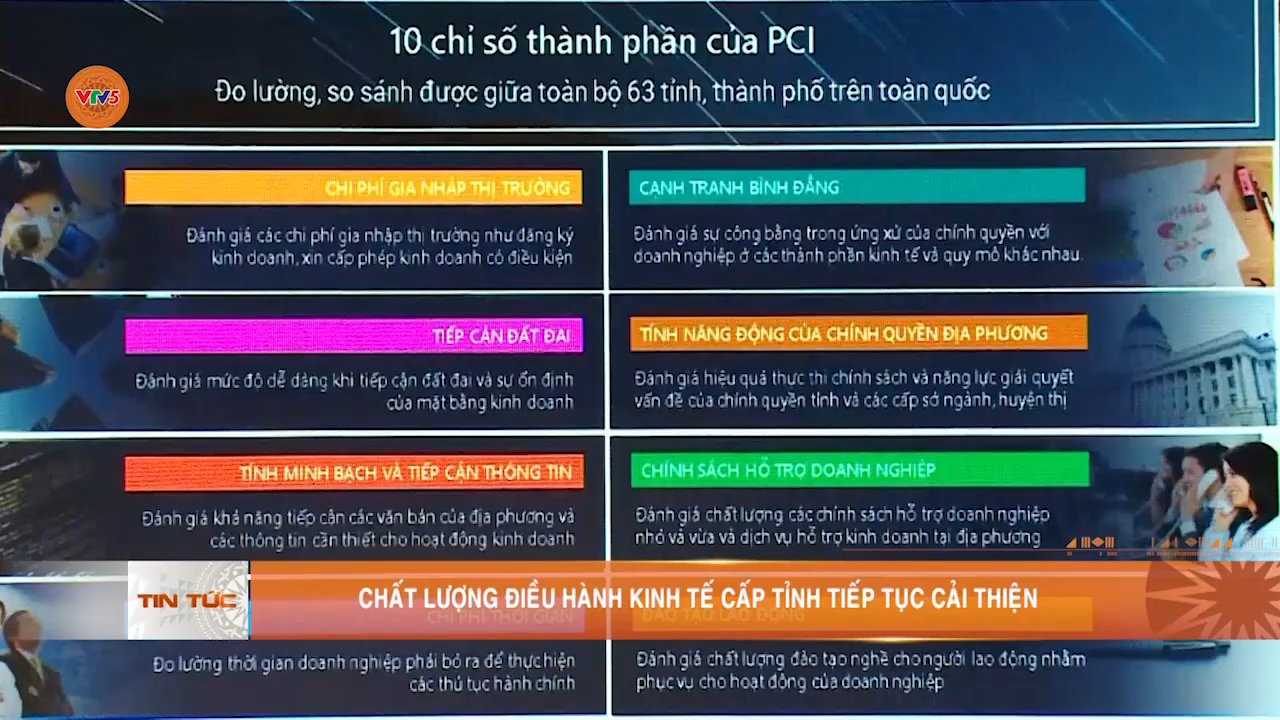 10 chỉ số thành phần của PCI
Đo lường, so sánh được giữa toàn bộ 63 tỉnh, thành phố trên toàn quốc
VTV5
CHI PHÍ GIA NHẬP THỊ TRƯỜNG
Đánh giá các chi phí gia nhập thị trường như đăng ký
kinh doanh, xin cấp phép kinh doanh có điều kiện
CẠNH TRANH BÌNH ĐẲNG
Đánh giá sự công bằng trong ứng xử của chính quyền với
doanh nghiệp ở các thành phần kinh tế và quy mô khác nhau.
TIẾP CẬN ĐẤT ĐAI
Đánh giá mức độ dễ dàng khi tiếp cận đất đai và sự ổn định
của mặt bằng kinh doanh
TÍNH NĂNG ĐỘNG CỦA CHÍNH QUYỀN ĐỊA PHƯƠNG
Đánh giá hiệu quả thực thi chính sách và năng lực giải quyết
vấn đề của chính quyền tỉnh và các cấp sở ngành, huyện thị
TÍNH MINH BẠCH VÀ TIẾP CẬN THÔNG TIN
Đánh giá khả năng tiếp cận các văn bản của địa phương và
các thông tin cần thiết cho hoạt động kinh doanh
CHÍNH SÁCH HỖ TRỢ DOANH NGHIỆP
Đánh giá chất lượng các chính sách hỗ trợ doanh nghiệp
nhỏ và vừa và dịch vụ hỗ trợ kinh doanh tại địa phương
TIN TỨC
CHẤT LƯỢNG ĐIỀU HÀNH KINH TẾ CẤP TỈNH TIẾP TỤC CẢI THIỆN
CHI PHÍ THỜI GIAN
Đo lường thời gian doanh nghiệp phải bỏ ra để thực hiện
các thủ tục hành chính
ĐÀO TẠO LAO ĐỘNG
Đánh giá chất lượng đào tạo nghề cho người lao động nhằm
phục vụ cho hoạt động của doanh nghiệp